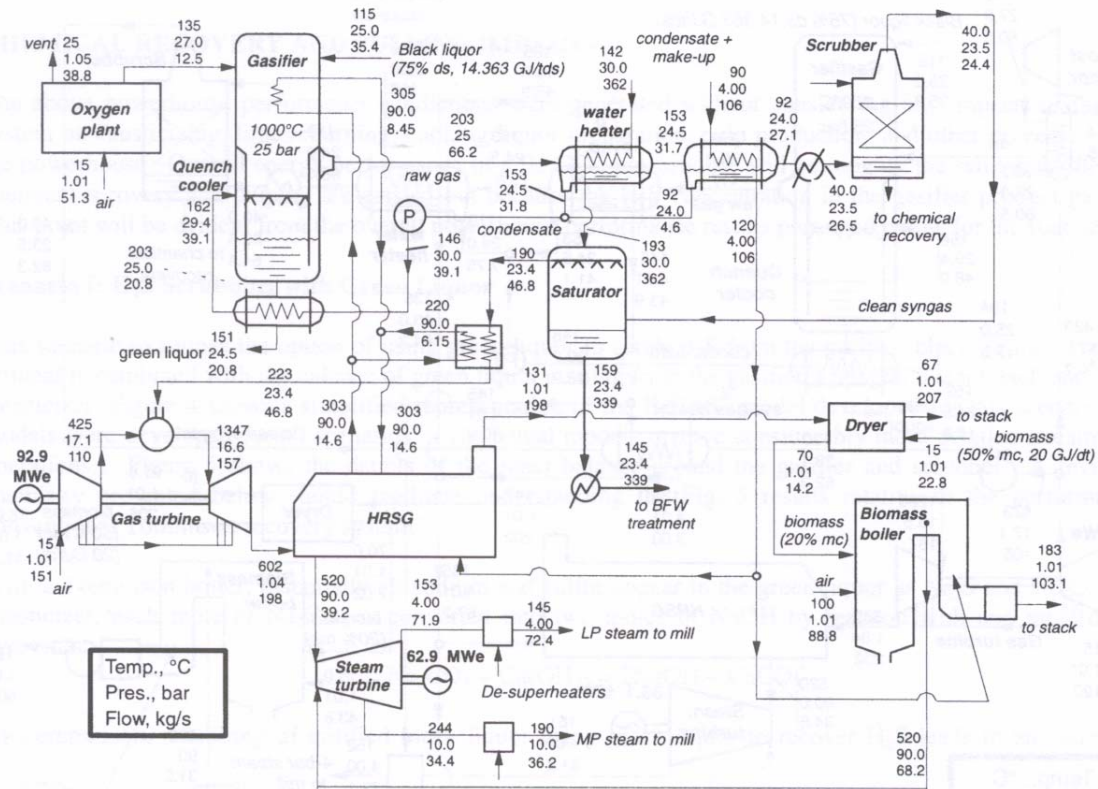 vent
25
1.05
38.8
135
27.0
12.5
Gasifier
115
25.0
35.4
Black liquor
(75% ds, 14.363 GJ/tds)
142
30.0
362
condensate +
make-up
Scrubber
40.0
23.5
24.4
Oxygen
plant
15
1.01
51.3
air
1000°C
25 bar
305
90.0
8.45
203
25
66.2
raw gas
water
heater
153
24.5
31.7
90
4.00
106
92
24.0
27.1
Quench
cooler
162
29.4
39.1
203
25.0
20.8
P
146
30.0
39.1
153
24.5
31.8
condensate
190
23.4
46.8
92
24.0
4.6
193
30.0
362
120
4.00
106
40.0
23.5
26.5
to chemical
recovery
Saturator
clean syngas
151
24.5
20.8
green liquor
220
90.0
6.15
223
23.4
46.8
303
90.0
14.6
303
90.0
14.6
131
1.01
198
159
23.4
339
145
23.4
339
to BFW
treatment
67
1.01
207
to stack
Dryer
biomass
(50% mc, 20 GJ/dt)
70
1.01
14.2
15
1.01
22.8
biomass
(20% mc)
Biomass
boiler
425
17.1
110
1347
16.6
157
92.9
MWe
Gas turbine
HRSG
15
1.01
151
air
602
1.04
198
520
90.0
39.2
153
4.00
71.9
145
4.00
72.4
LP steam to mill
air
100
1.01
88.8
183
1.01
103.1
to stack
Temp., °C
Pres., bar
Flow, kg/s
Steam
turbine
62.9 MWe
De-superheaters
244
10.0
34.4
190
10.0
36.2
MP steam to mill
520
90.0
68.2